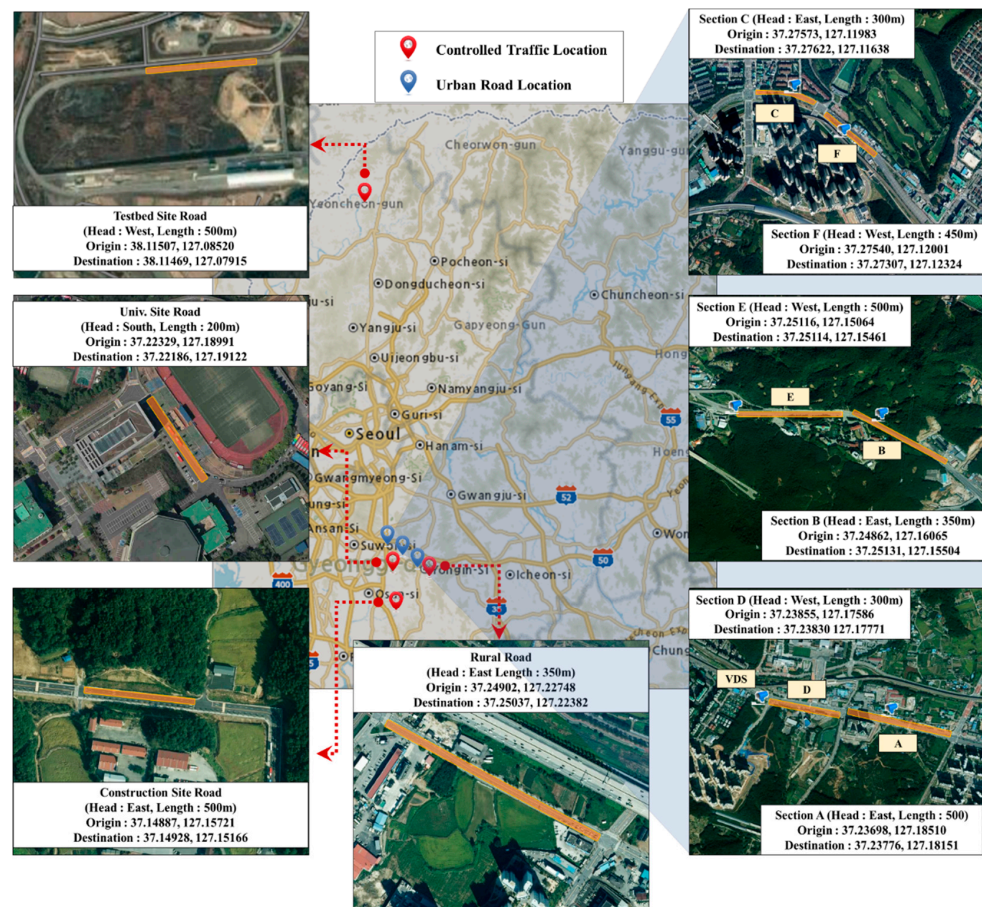 Controlled Traffic Location
Urban Road Location
Testbed Site Road
(Head : West, Length : 500m)
Origin : 38.11507, 127.08520
Destination : 38.11469, 127.07915
Univ. Site Road
(Head : South, Length : 200m)
Origin : 37.22329, 127.18991
Destination : 37.22186, 127.19122
Construction Site Road
(Head : East, Length : 500m)
Origin : 37.14887, 127.15721
Destination : 37.14928, 127.15166
Cheorwon-gun
Yanggu-gun
Yeoncheon-gun
Pocheon-si
Dongducheon-si
Chuncheon-si
Yangju-si
Gapyeong-Gun
Uijeongbu-si
Goyang-Si
Namyangju-si
Guri-si
Seoul
Hanam-si
55
Gwangmyeong-si
Gwangju-si
52
Ansan-Si
Suwon-si
50
Yongin-Si
Icheon-si
400
Osan-si
Rural Road
(Head : East Length : 350m)
Origin : 37.24902, 127.22748
Destination : 37.25037, 127.22382
Section C (Head : East, Length : 300m)
Origin : 37.27573, 127.11983
Destination : 37.27622, 127.11638
C
F
Section F (Head : West, Length : 450m)
Origin : 37.27540, 127.12001
Destination : 37.27307, 127.12324
Section E (Head : West, Length : 500m)
Origin : 37.25116, 127.15064
Destination : 37.25114, 127.15461
E
B
Section B (Head : East, Length : 350m)
Origin : 37.24862, 127.16065
Destination : 37.25131, 127.15504
Section D (Head : West, Length : 300m)
Origin : 37.23855, 127.17586
Destination : 37.23830 127.17771
VDS
D
A
Section A (Head : East, Length : 500)
Origin : 37.23698, 127.18510
Destination : 37.23776, 127.18151